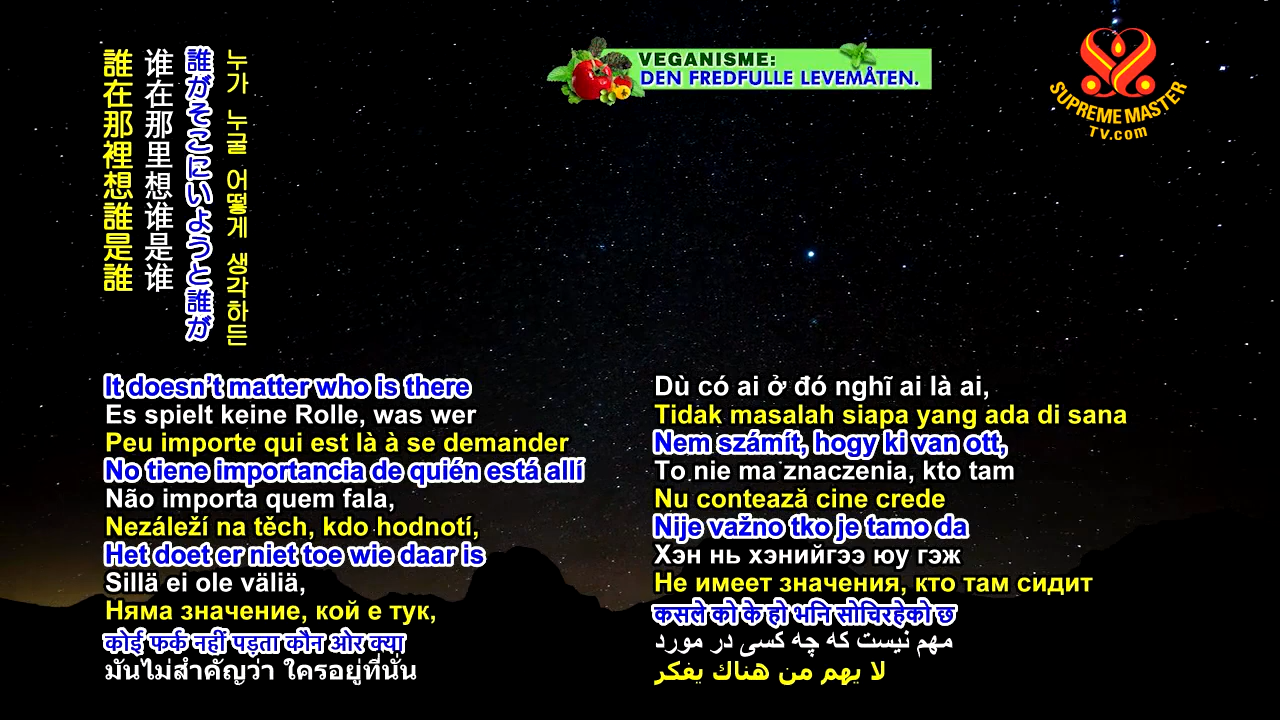 VEGANISME:
DEN FREDFULLE LEVEMÅTEN.
SUPREME MASTER
TV.com
誰在那裡想誰是誰
谁在那里想谁是谁
誰がそこにいようと誰が
누가 누굴 어떻게 생각하든
It doesn't matter who is there
Es spielt keine Rolle, was wer
Peu importe qui est là à se demander
No tiene importancia de quién está allí
Não importa quem fala,
Nezáleží na těch, kdo hodnotí,
Het doet er niet toe wie daar is
Sillä ei ole väliä,
Няма значение, кой е тук,
कोई फर्क नहीं पड़ता कौन ओर क्या
มันไม่สำคัญว่า ใครอยู่ที่นั่น
Dù có ai ở đó nghĩ ai là ai,
Tidak masalah siapa yang ada di sana
Nem számít, hogy ki van ott,
To nie ma znaczenia, kto tam
Nu contează cine crede
Nije važno tko je tamo da
Хэн нь хэнийгээ юу гэж
Не имеет значения, кто там сидит
कसले को के हो भनि सोचिरहेको छ
مهم نیست که چه کسی در مورد
لا يهم من هناك يفكر